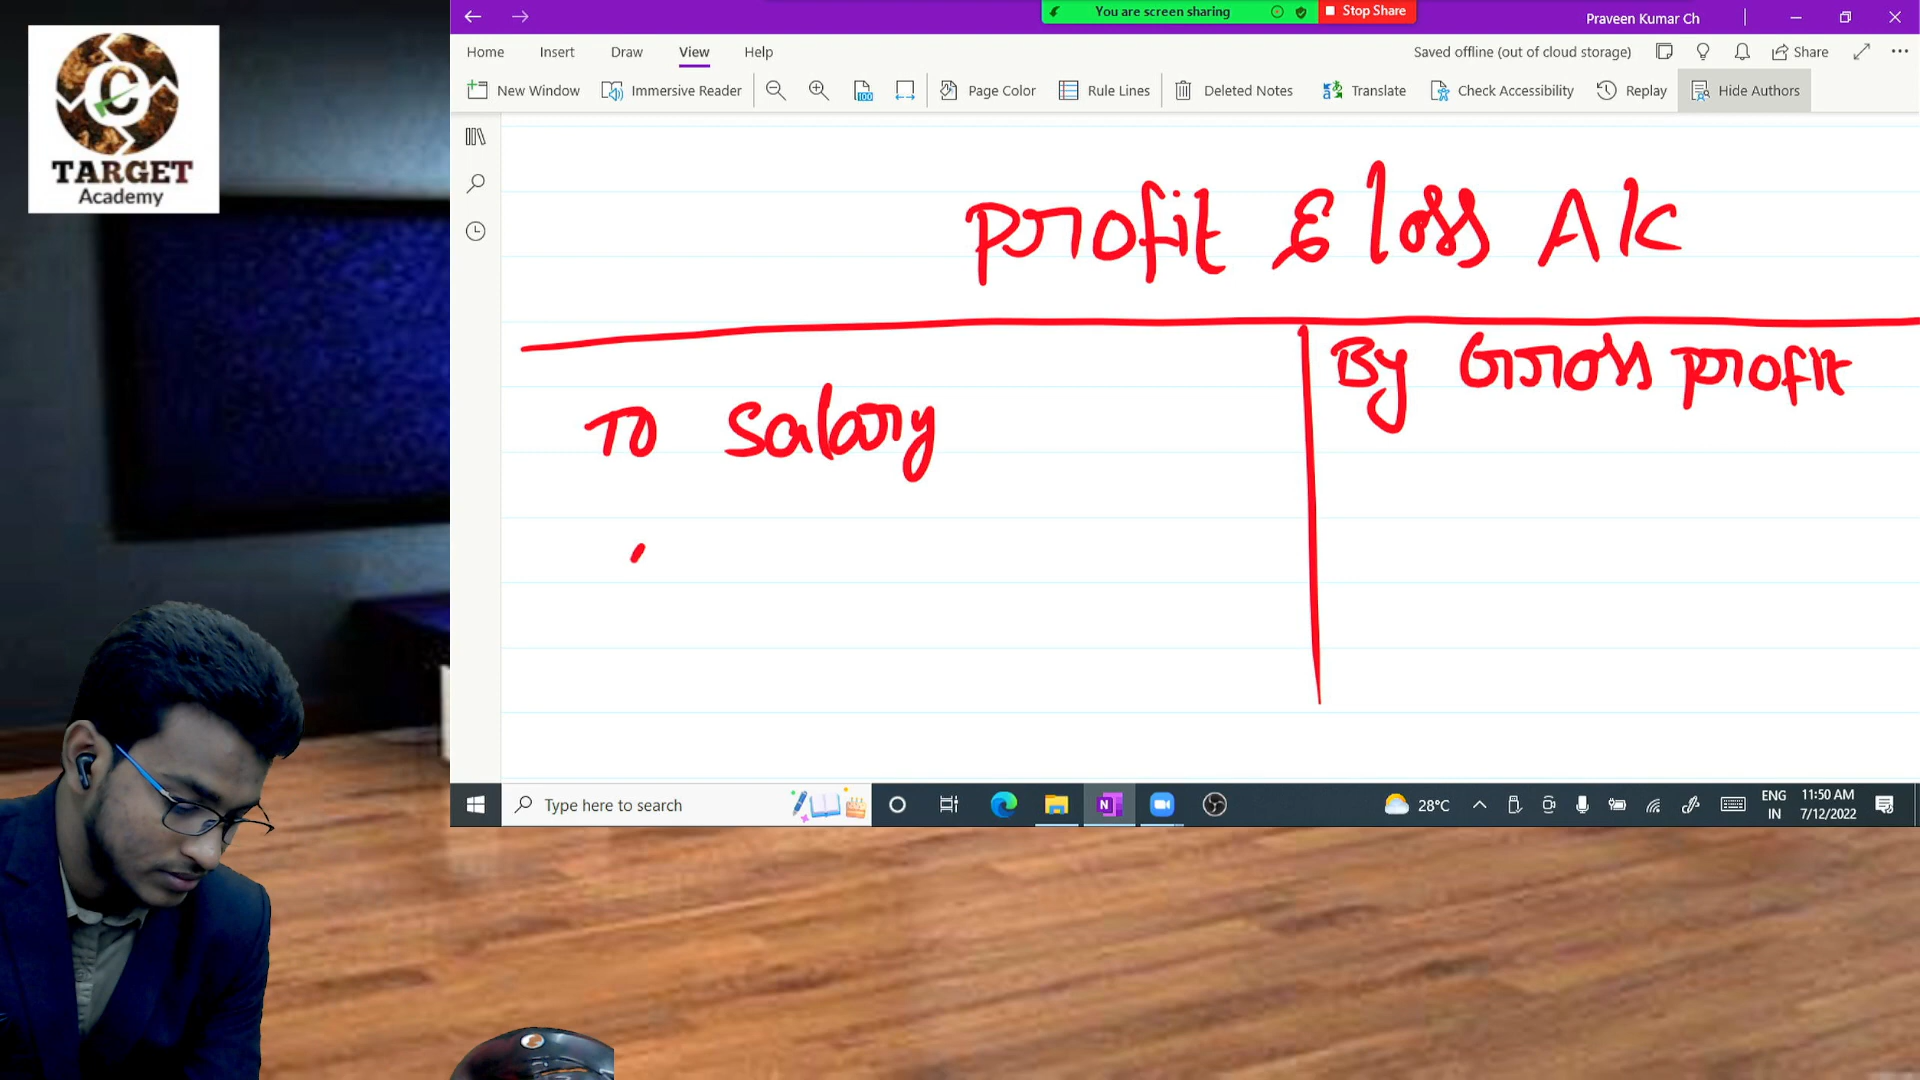 C
TARGET
Academy
You are screen sharing
Stop Share
Praveen Kumar Ch
Home Insert Draw View Help
Saved offline (out of cloud storage)
Share
New Window Immersive Reader 100 Page Color Rule Lines Deleted Notes Translate Check Accessibility Replay Hide Authors
profit & loss A/c
By Gross profit
To Salary
Type here to search
N
28°C
ENG
IN
11:50 AM
7/12/2022